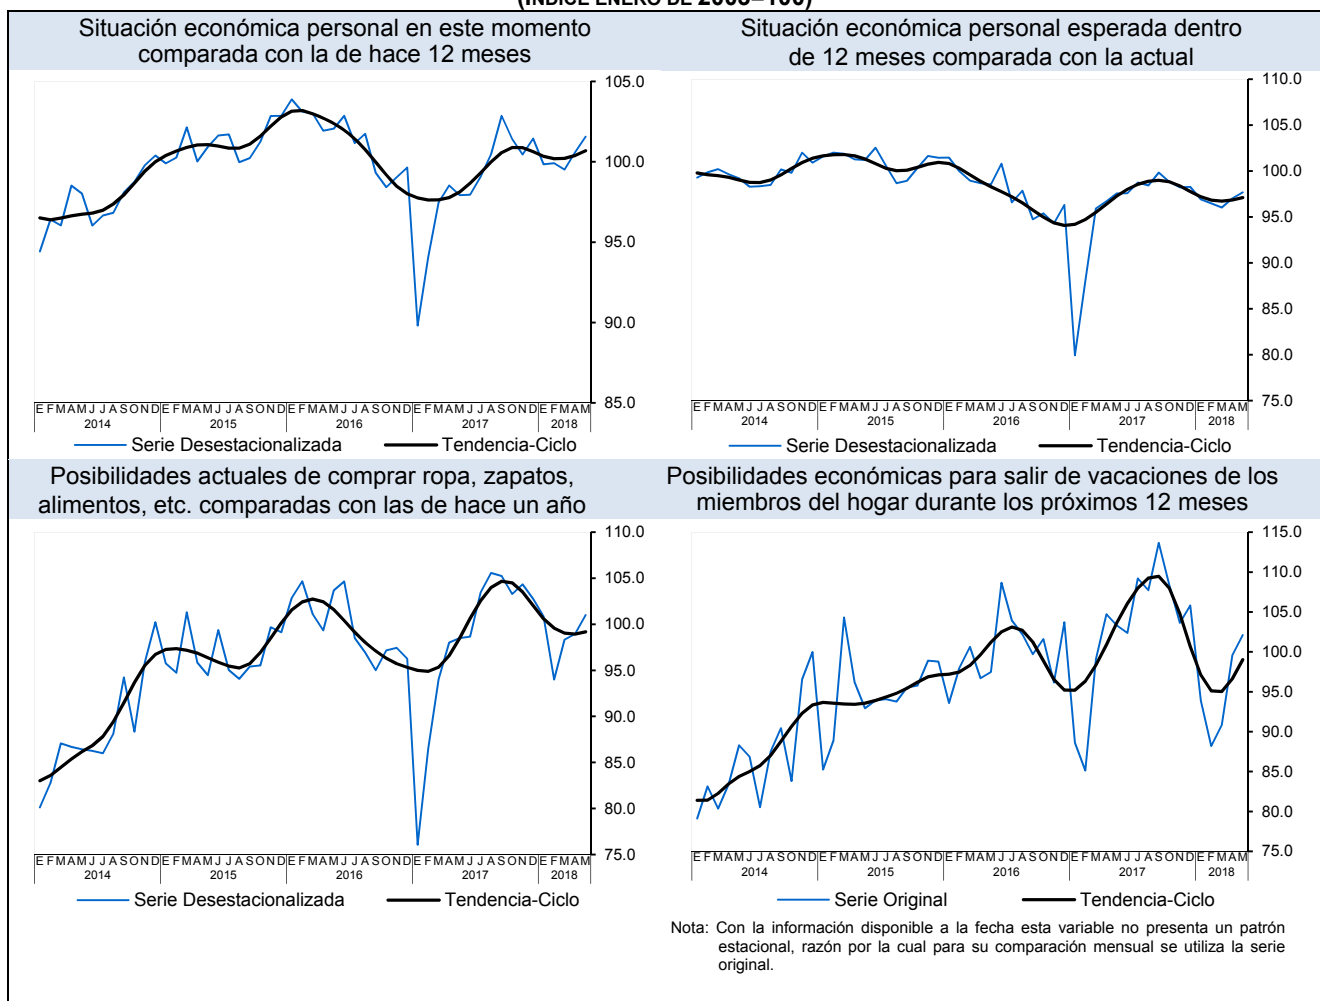 Situación económica personal en este momento
comparada con la de hace 12 meses
105.0
100.0
95.0
90.0
85.0
E F M A M J J A S O N D E F M A M J J A S O N D E F M A M J J A S O N D E F M A M J J A S O N D E F M A M
2014 2015 2016 2017 2018
Serie Desestacionalizada Tendencia-Ciclo
Situación económica personal esperada dentro
de 12 meses comparada con la actual
110.0
105.0
100.0
95.0
90.0
85.0
80.0
75.0
E F M A M J J A S O N D E F M A M J J A S O N D E F M A M J J A S O N D E F M A M J J A S O N D E F M A M
2014 2015 2016 2017 2018
Serie Desestacionalizada Tendencia-Ciclo
Posibilidades actuales de comprar ropa, zapatos,
alimentos, etc. comparadas con las de hace un año
110.0
105.0
100.0
95.0
90.0
85.0
80.0
75.0
E F M A M J J A S O N D E F M A M J J A S O N D E F M A M J J A S O N D E F M A M J J A S O N D E F M A M
2014 2015 2016 2017 2018
Serie Desestacionalizada Tendencia-Ciclo
Posibilidades económicas para salir de vacaciones de los
miembros del hogar durante los próximos 12 meses
115.0
110.0
105.0
100.0
95.0
90.0
85.0
80.0
75.0
E F M A M J J A S O N D E F M A M J J A S O N D E F M A M J J A S O N D E F M A M J J A S O N D E F M A M
2014 2015 2016 2017 2018
Serie Original Tendencia-Ciclo
Nota: Con la información disponible a la fecha esta variable no presenta un patrón
estacional, razón por la cual para su comparación mensual se utiliza la serie
original.